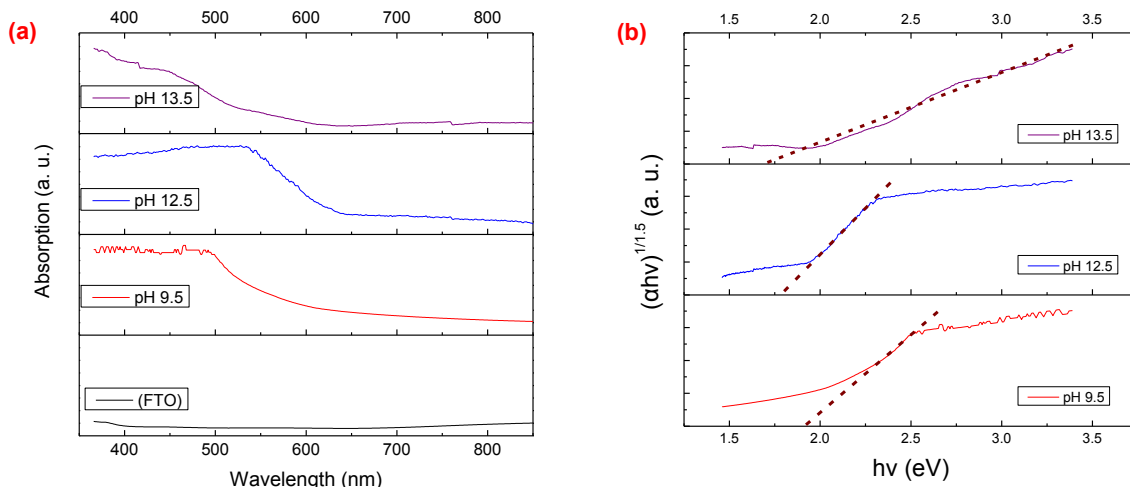 (a)
400 500 600 700 800
pH 13.5
pH 12.5
pH 9.5
(FTO)
Absorption (a. u.)
400 500 600 700 800
Wavelength (nm)
(b)
1.5 2.0 2.5 3.0 3.5
pH 13.5
pH 12.5
pH 9.5
(αhν)1/1.5 (a. u.)
1.5 2.0 2.5 3.0 3.5
hν (eV)